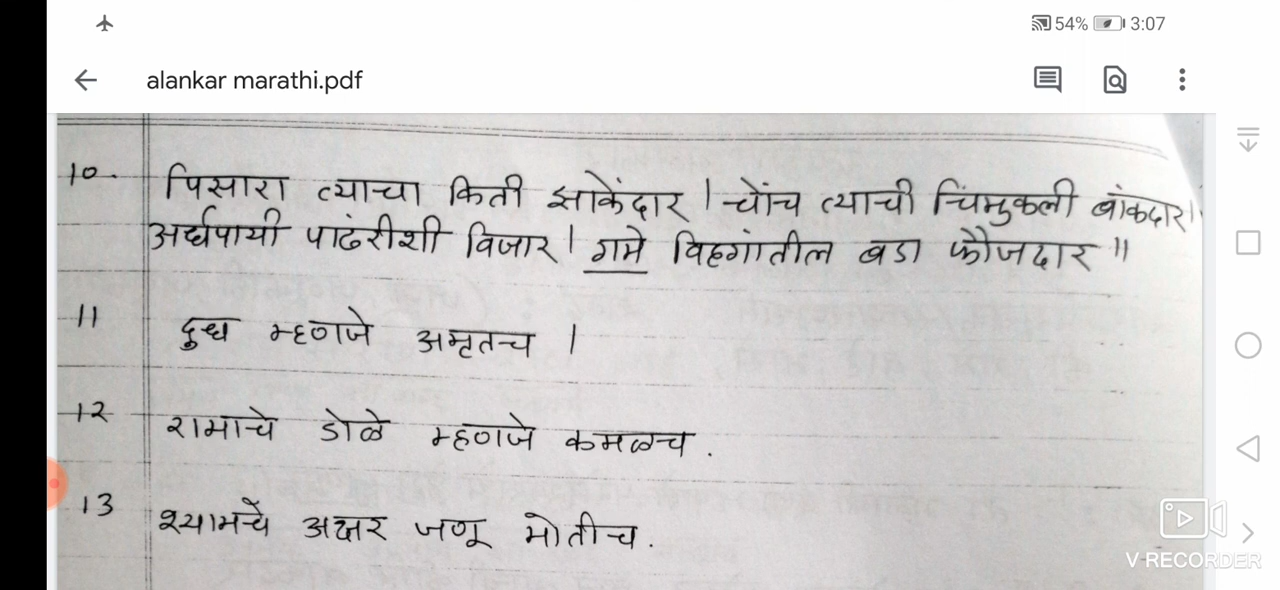 54% 3:07
alankar marathi.pdf
10. पिसारा त्याचा किती झाकेंदार । चोंच त्याची चिंमुकली बांकदार।
अर्धपायी पाढंरीशी विजार। गमे विहगांतील बडा फौजदार ॥
11 दुध म्हणजे अमृतच ।
12 रामाचे डोळे म्हणजे कमळच.
13 श्यामचे अक्षर जणू मोतीच.
V-RECORDER